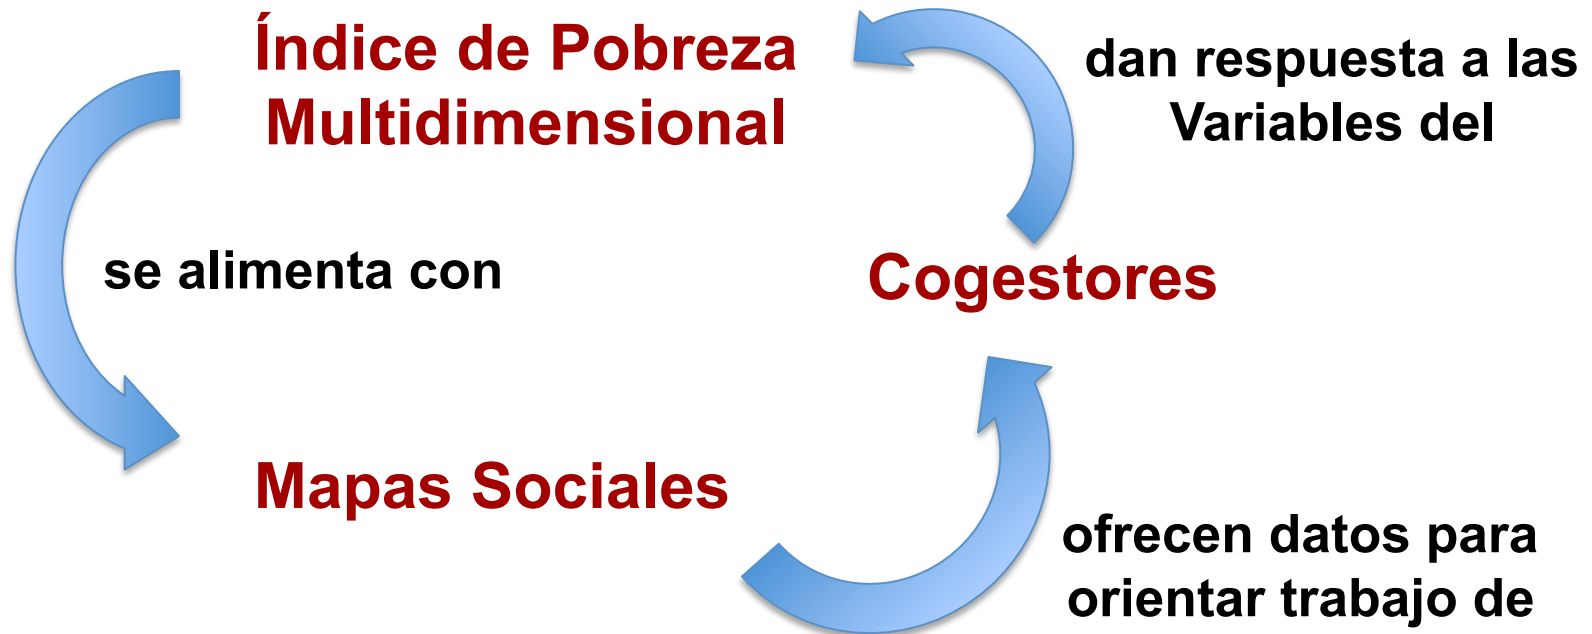 Índice de Pobreza
Multidimensional
se alimenta con
Mapas Sociales
ofrecen datos para
orientar trabajo de
Cogestores
dan respuesta a las
Variables del